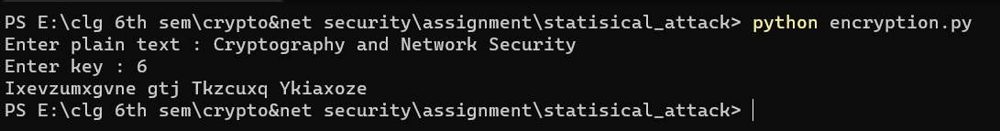 PS E:\clg 6th sem\crypto&net security\assignment\statisical_attack> python encryption.py
Enter plain text : Cryptography and Network Security
Enter key : 6
Ixevzumxgvne gtj Tkzcuxq Ykiaxoze
PS E:\clg 6th sem\crypto&net security\assignment\statisical_attack>